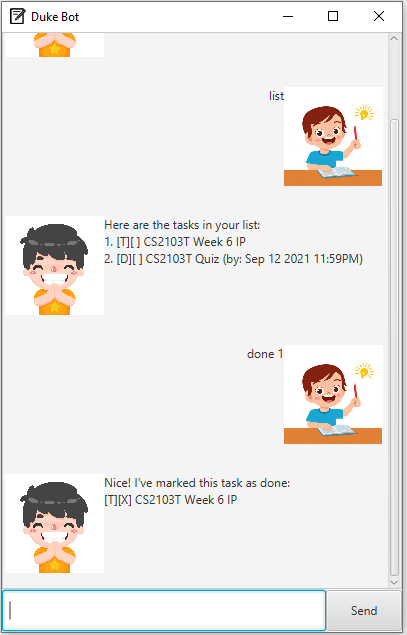 Duke Bot
list
Here are the tasks in your list:
1. [T][ ] CS2103T Week 6 IP
2. [D][ ] CS2103T Quiz (by: Sep 12 2021 11:59PM)
done 1
Nice! I've marked this task as done:
[T][X] CS2103T Week 6 IP
Send